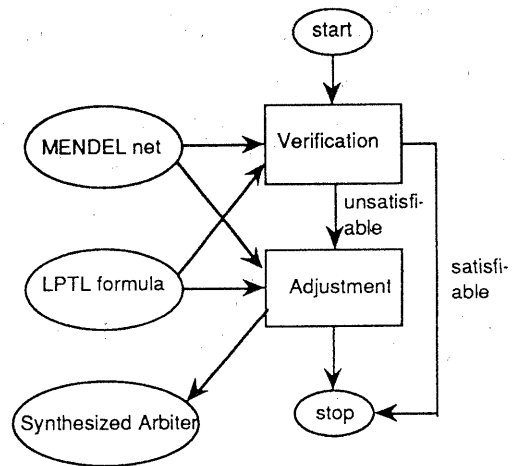 start
MENDEL net
Verification
unsatisfi-
able
LPTL formula
Adjustment
satisfi-
able
Synthesized Arbiter
stop